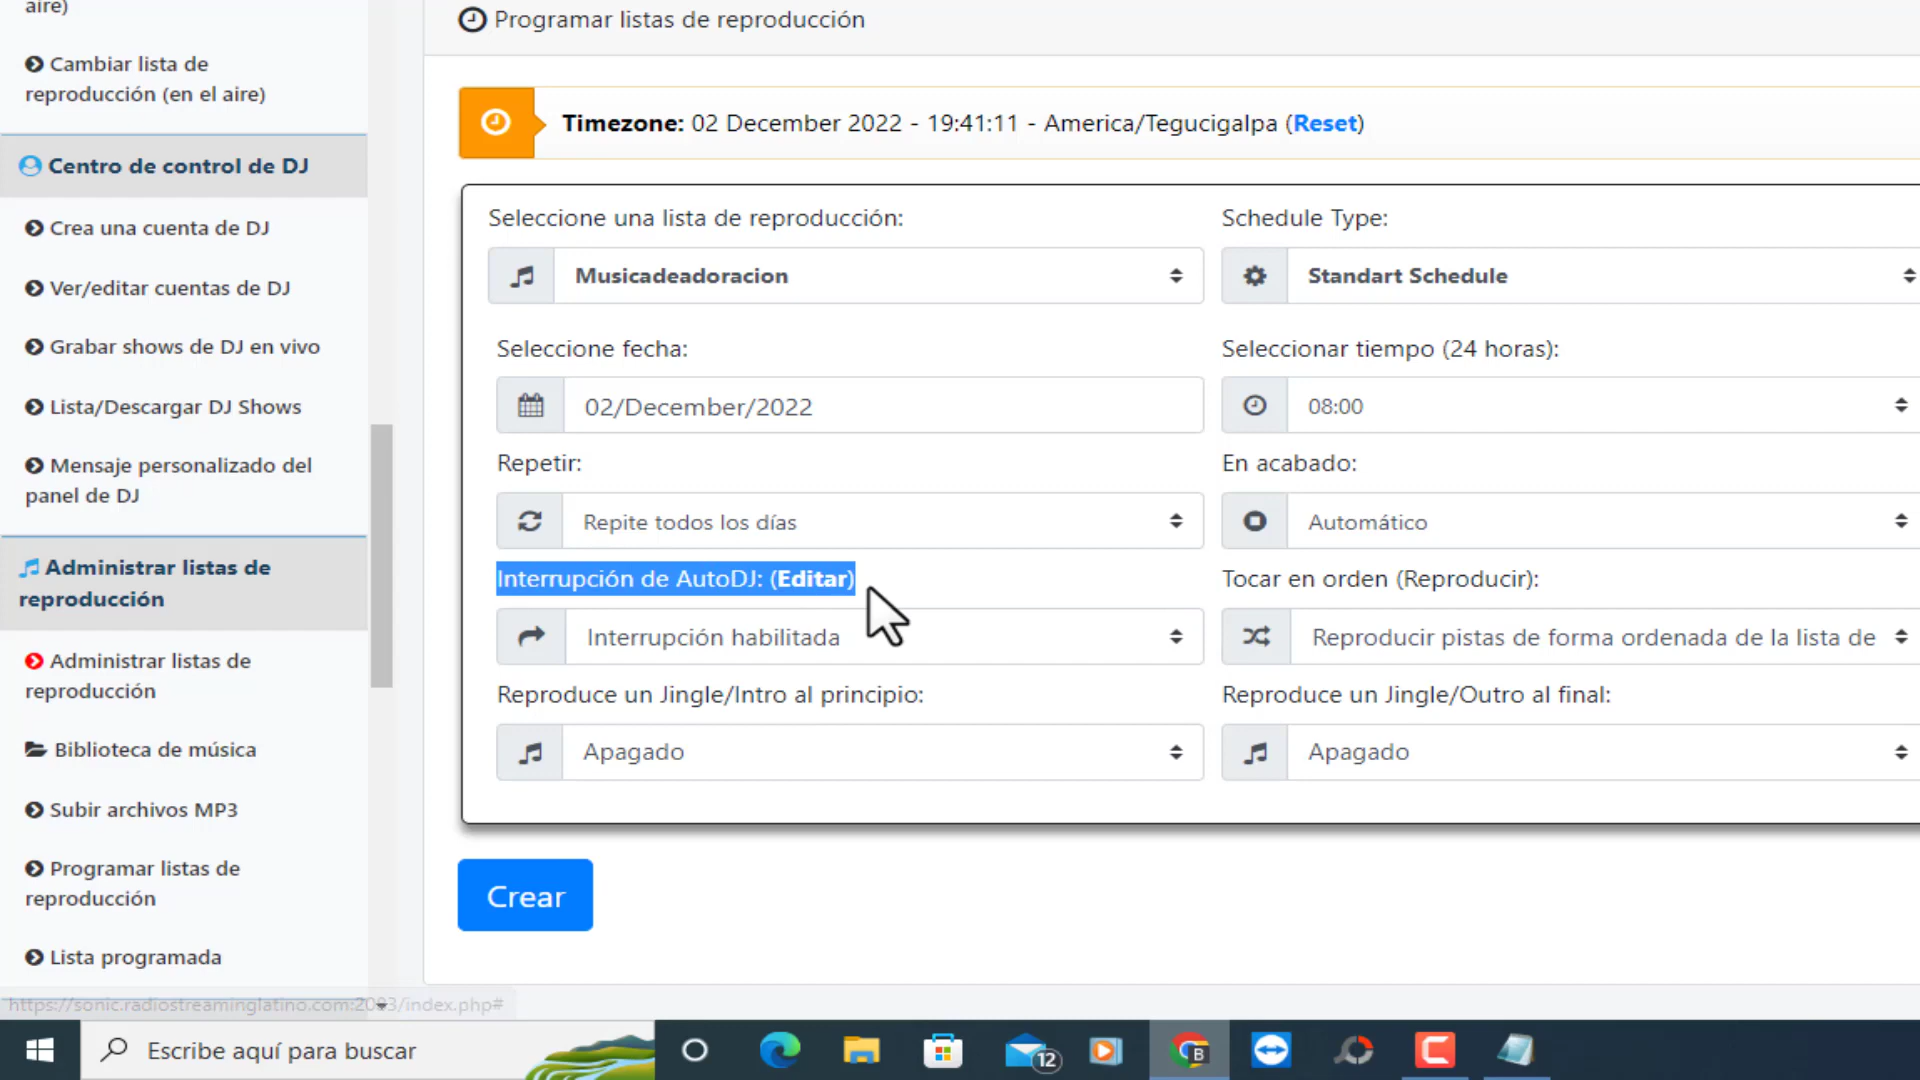 aire)
Cambiar lista de
reproducción (en el aire)
Centro de control de DJ
Crea una cuenta de DJ
Ver/editar cuentas de DJ
Grabar shows de DJ en vivo
Lista/Descargar DJ Shows
Mensaje personalizado del
panel de DJ
Administrar listas de
reproducción
Administrar listas de
reproducción
Biblioteca de música
Subir archivos MP3
Programar listas de
reproducción
Lista programada
Programar listas de reproducción
Timezone: 02 December 2022 - 19:41:11 - America/Tegucigalpa (Reset)
Seleccione una lista de reproducción:
Musicadeadoracion
Schedule Type:
Standart Schedule
Seleccione fecha:
02/December/2022
Seleccionar tiempo (24 horas):
08:00
Repetir:
Repite todos los días
En acabado:
Automático
Interrupción de AutoDJ: (Editar)
Interrupción habilitada
Tocar en orden (Reproducir):
Reproducir pistas de forma ordenada de la lista de
Reproduce un Jingle/Intro al principio:
Apagado
Reproduce un Jingle/Outro al final:
Apagado
Crear
https://sonic.radiostreaminglatino.com:2083/index.php#
Escribe aquí para buscar
12
B